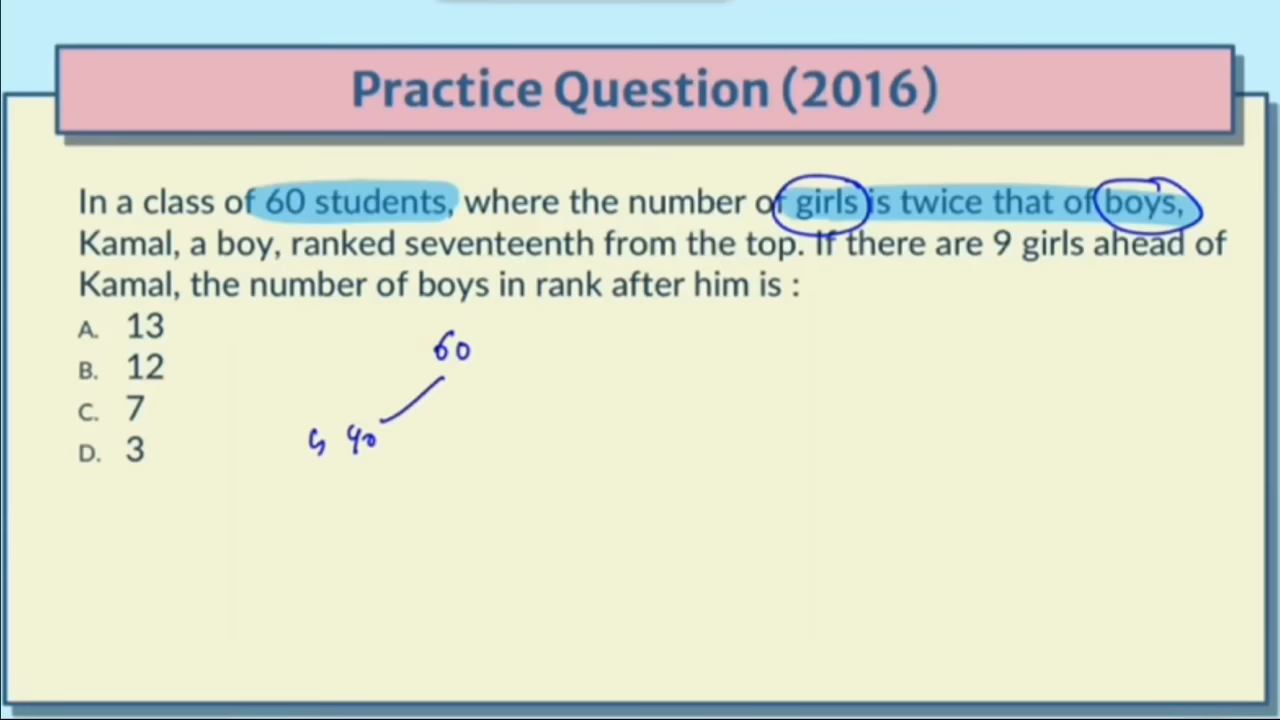 Practice Question (2016)
In a class of 60 students, where the number of girls is twice that of boys,
Kamal, a boy, ranked seventeenth from the top. If there are 9 girls ahead of
Kamal, the number of boys in rank after him is :
A. 13
B. 12
C. 7
D. 3
60
G 40